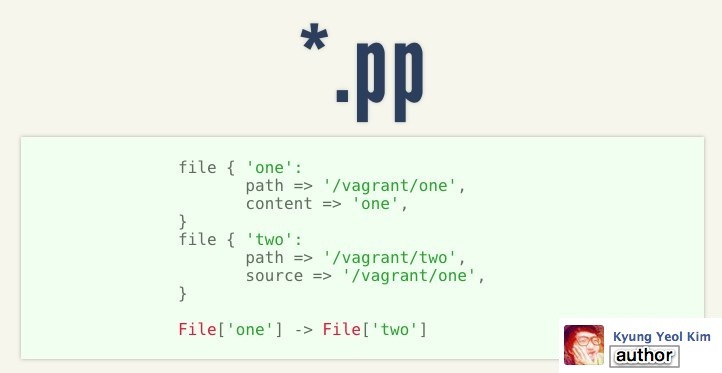 *.pp
file { 'one':
path => '/vagrant/one',
content => 'one',
}
file { 'two':
path => '/vagrant/two',
source => '/vagrant/one',
}
File['one'] -> File['two']
Kyung Yeol Kim
author